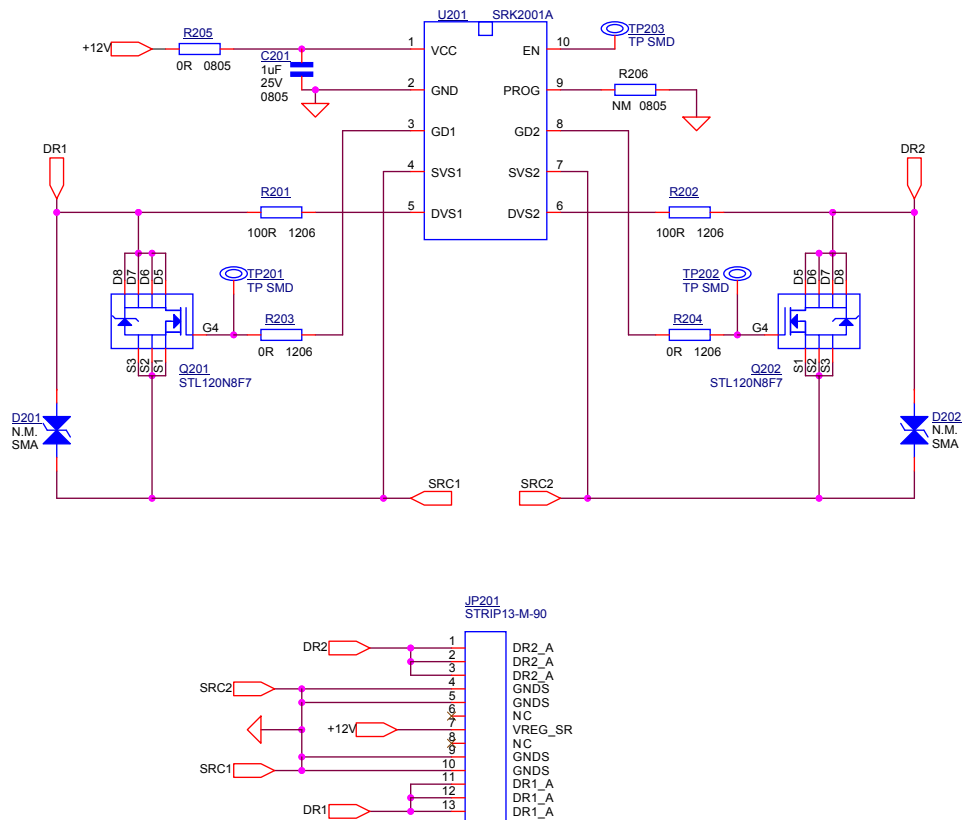 U201 SRK2001A
R205
+12V
0R 0805
C201
1uF
25V
0805
TP203
TP SMD
1 VCC
EN 10
2 GND
PROG 9
R206
NM 0805
3 GD1
GD2 8
4 SVS1
SVS2 7
5 DVS1
DVS2 6
DR1
DR2
R201
100R 1206
R202
100R 1206
D8
D7
D6
D5
D5
D6
D7
D8
TP201
TP SMD
TP202
TP SMD
G4
R203
0R 1206
R204
0R 1206
G4
S3
S2
S1
S1
S2
S3
Q201
STL120N8F7
Q202
STL120N8F7
D201
N.M.
SMA
D202
N.M.
SMA
SRC1
SRC2
JP201
STRIP13-M-90
DR2
1 DR2_A
2 DR2_A
3 DR2_A
SRC2
4 GNDS
5 GNDS
6 NC
+12V
7 VREG_SR
8 NC
9 GNDS
SRC1
10 GNDS
11 DR1_A
12 DR1_A
DR1
13 DR1_A